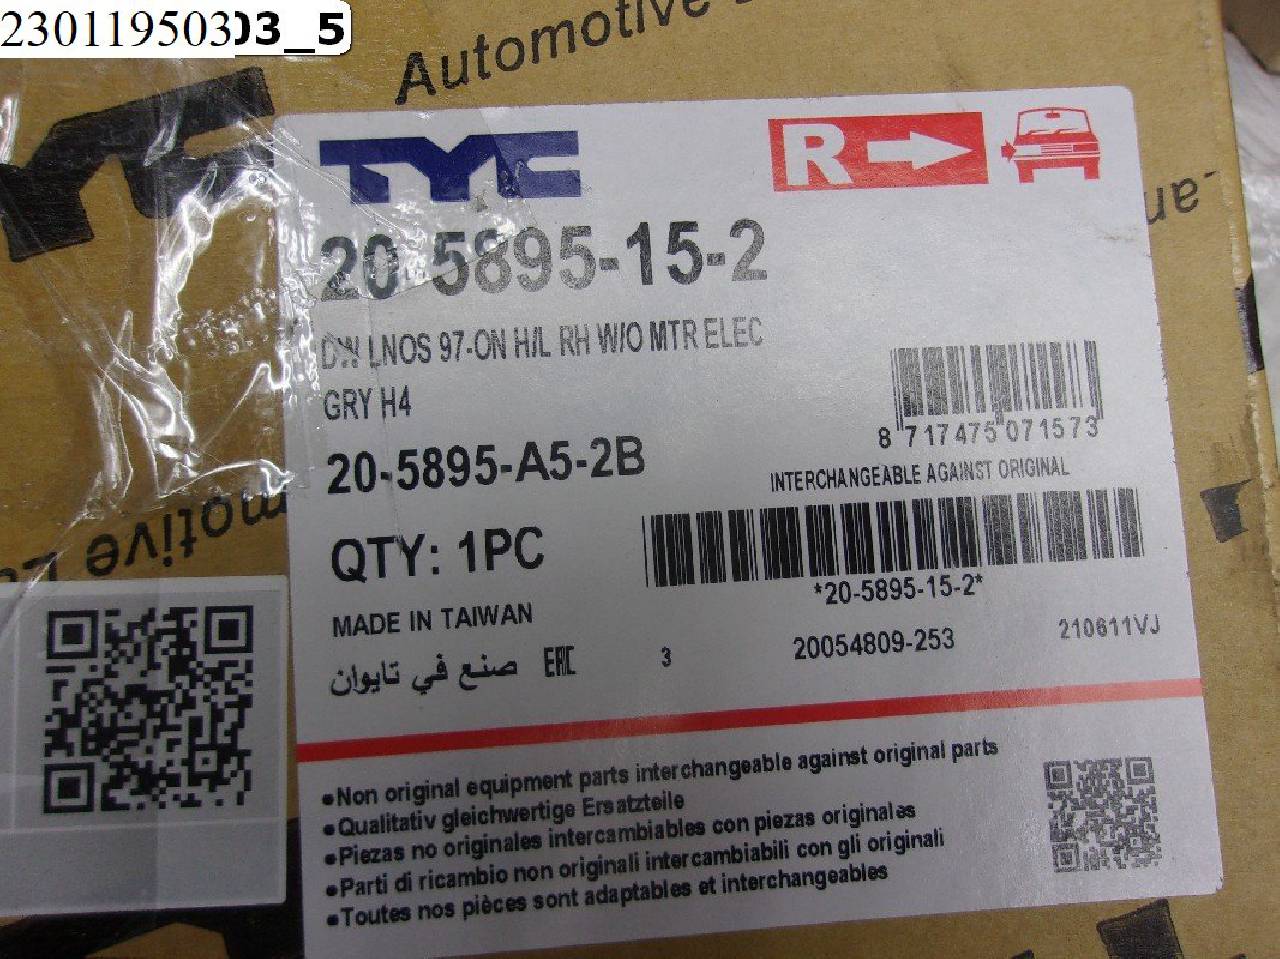 23011950303_5
Automotive
TYC
R
20-5895-15-2
DW LNOS 97-ON H/L RH W/O MTR ELEC
GRY H4
8 717475 071573
20-5895-A5-2B
INTERCHANGEABLE AGAINST ORIGINAL
QTY: 1PC
*20-5895-15-2*
MADE IN TAIWAN
صنع في تايوان EAC 3 20054809-253 210611VJ
•Non original equipment parts interchangeable against original parts
•Qualitativ gleichwertige Ersatzteile
•Piezas no originales intercambiables con piezas originales
•Parti di ricambio non originali intercambiabili con gli originali
•Toutes nos pièces sont adaptables et interchangeables